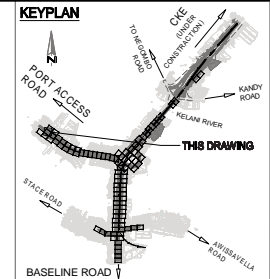 KEYPLAN
N
CKE
(UNDER
CONSTRACTION)
TO NEGOMBO
ROAD
PORT ACCESS
ROAD
KANDY
ROAD
KELANI RIVER
THIS DRAWING
STACE ROAD
AWISSAVELLA
ROAD
BASELINE ROAD